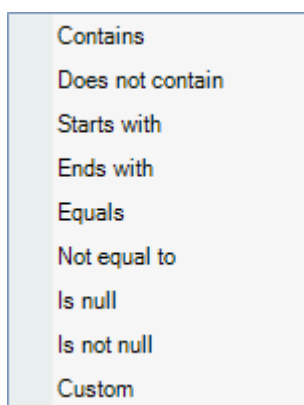 Contains
Does not contain
Starts with
Ends with
Equals
Not equal to
Is null
Is not null
Custom